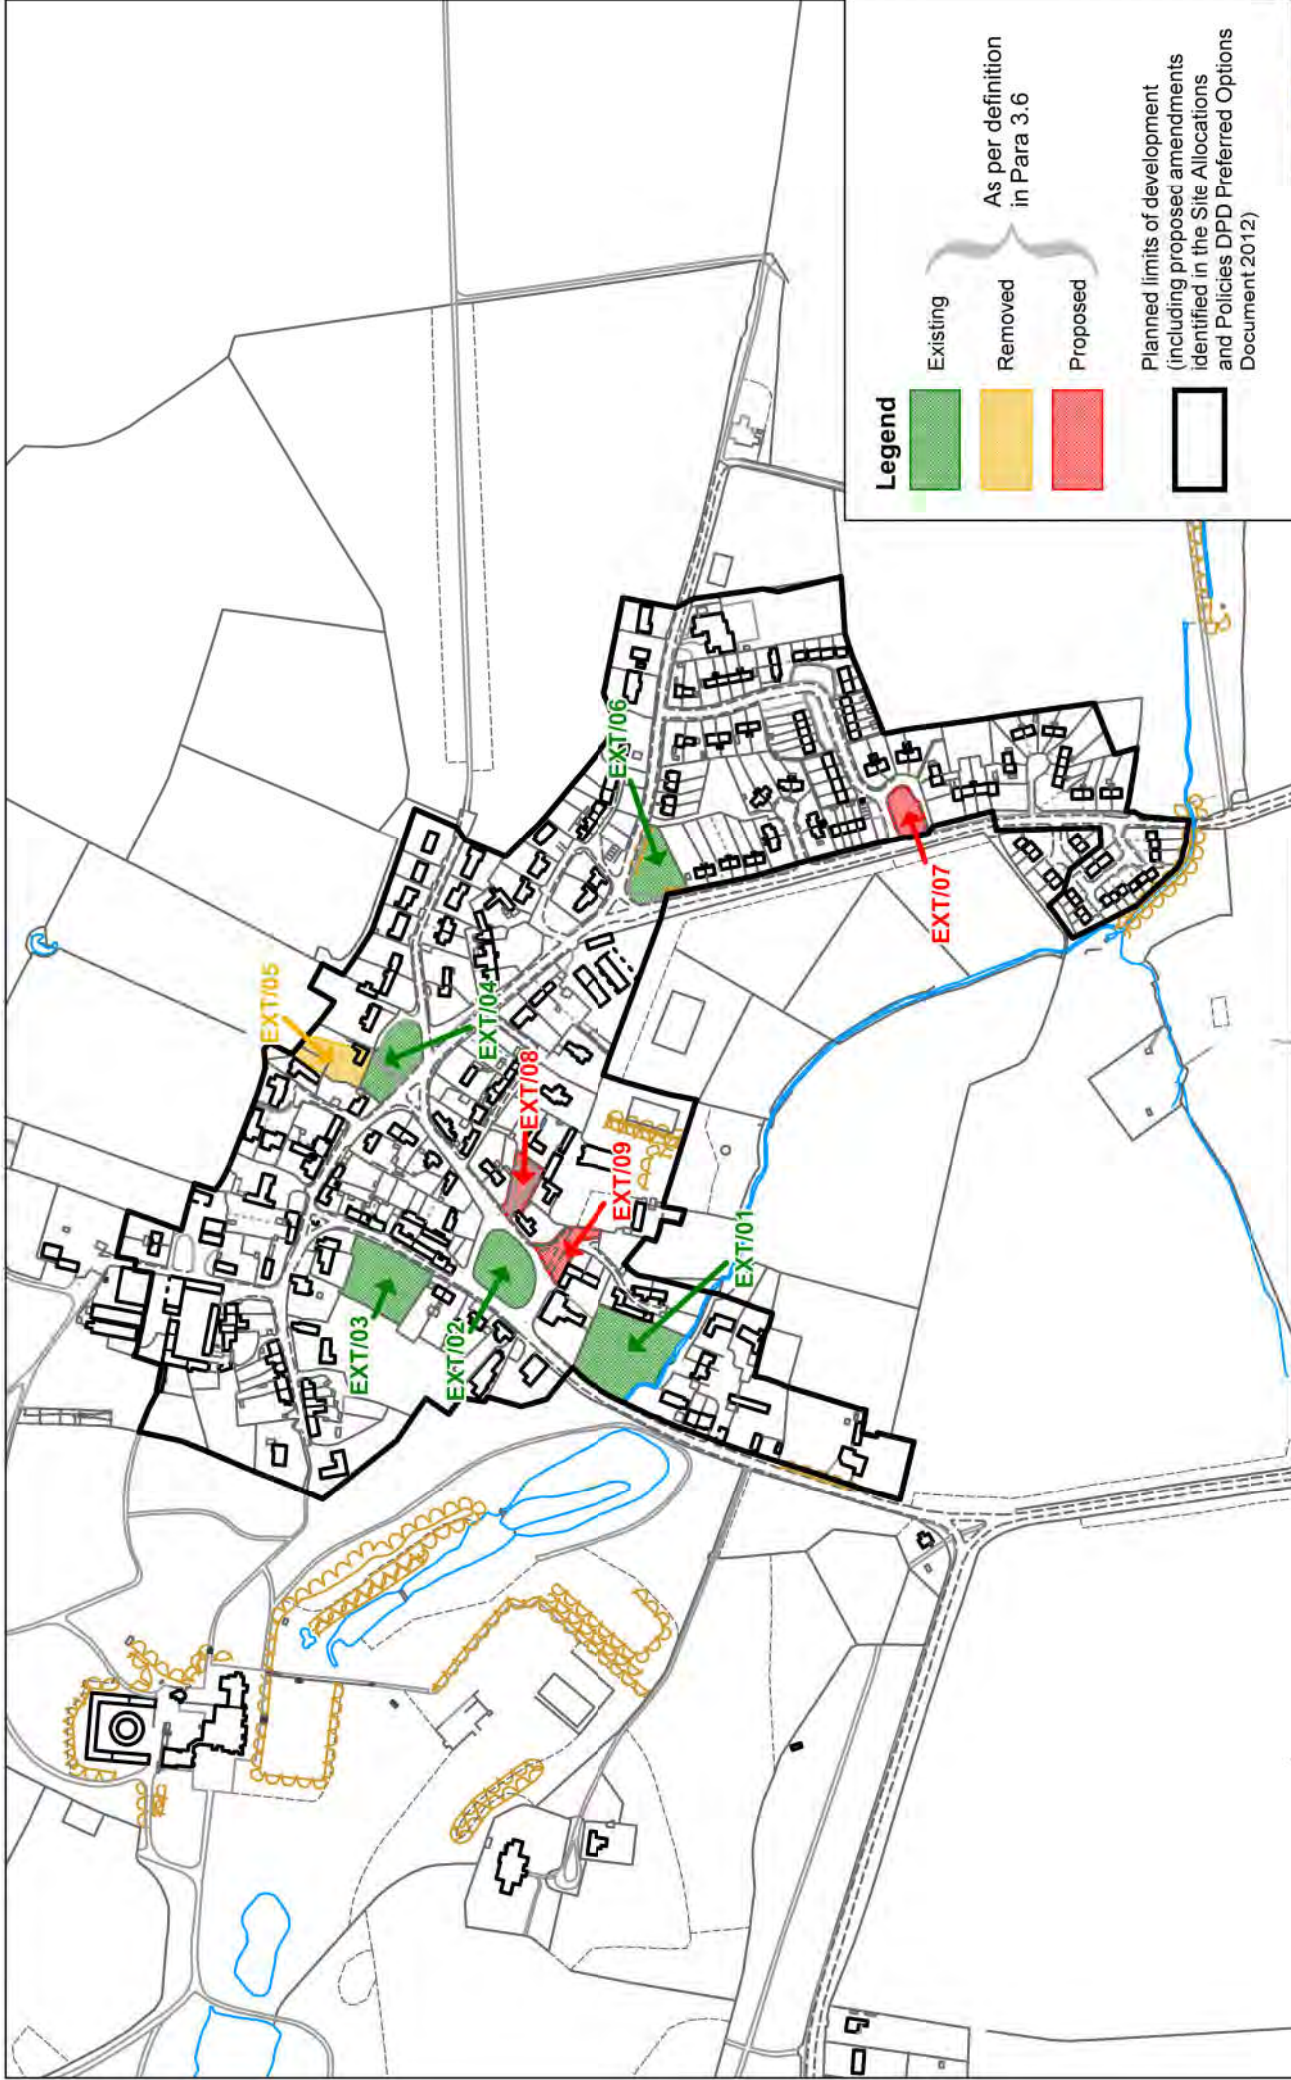 EXT/05
EXT/04
EXT/06
EXT/08
EXT/09
EXT/03
EXT/02
EXT/01
EXT/07
Legend
Existing
Removed
Proposed
As per definition
in Para 3.6
Planned limits of development
(including proposed amendments
identified in the Site Allocations
and Policies DPD Preferred Options
Document 2012)